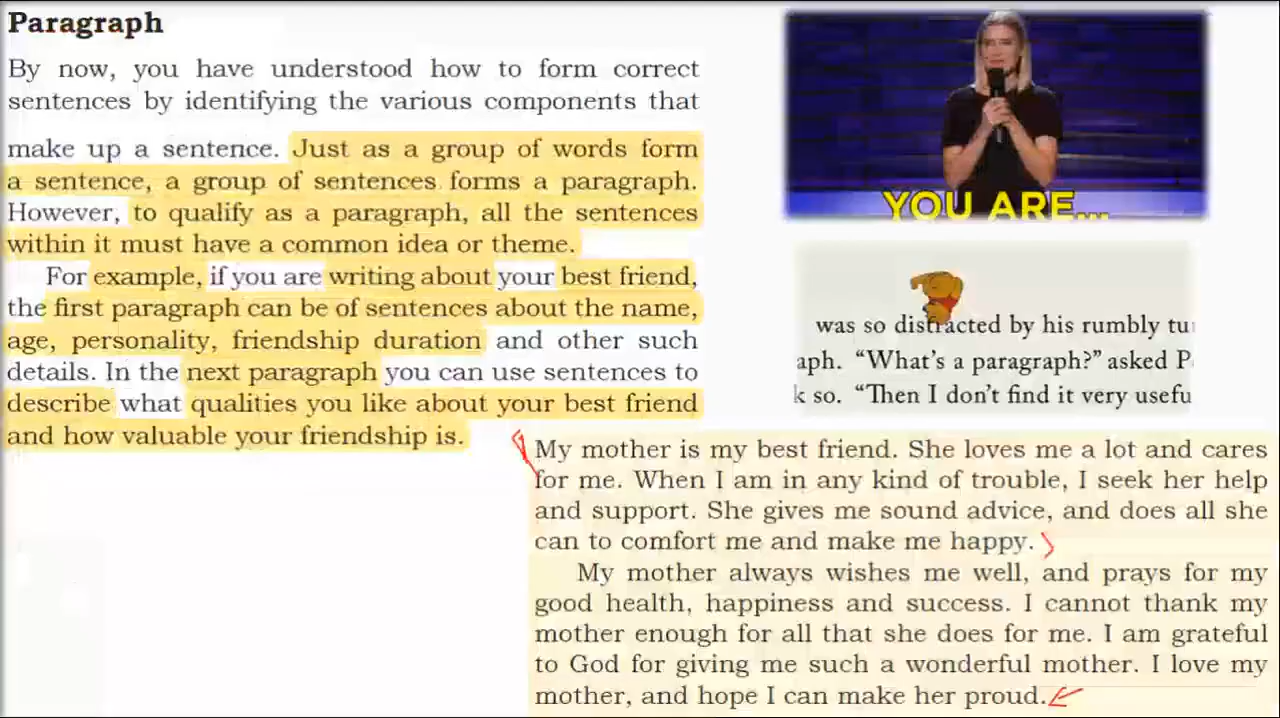 Paragraph
By now, you have understood how to form correct
sentences by identifying the various components that
make up a sentence. Just as a group of words form
a sentence, a group of sentences forms a paragraph.
However, to qualify as a paragraph, all the sentences
within it must have a common idea or theme.
For example, if you are writing about your best friend,
the first paragraph can be of sentences about the name,
age, personality, friendship duration and other such
details. In the next paragraph you can use sentences to
describe what qualities you like about your best friend
and how valuable your friendship is.
YOU ARE...
was so distracted by his rumbly
aph. “What’s a paragraph?” asked P
k so. “Then I don’t find it very usefu
My mother is my best friend. She loves me a lot and cares
for me. When I am in any kind of trouble, I seek her help
and support. She gives me sound advice, and does all she
can to comfort me and make me happy.
My mother always wishes me well, and prays for my
good health, happiness and success. I cannot thank my
mother enough for all that she does for me. I am grateful
to God for giving me such a wonderful mother. I love my
mother, and hope I can make her proud.